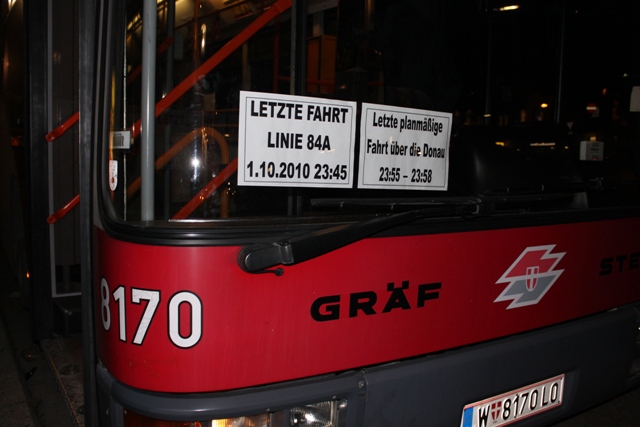 LETZTE FAHRT
LINIE 84A
1.10.2010 23:45
Letzte planmäßige
Fahrt über die Donau
23:55 – 23:58
8170
GRÄF
W 8170 LO